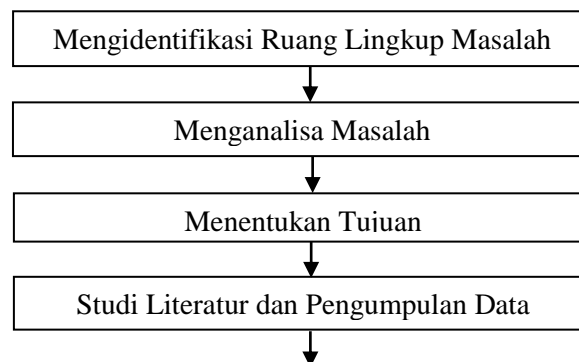 Mengidentifikasi Ruang Lingkup Masalah
Menganalisa Masalah
Menentukan Tujuan
Studi Literatur dan Pengumpulan Data